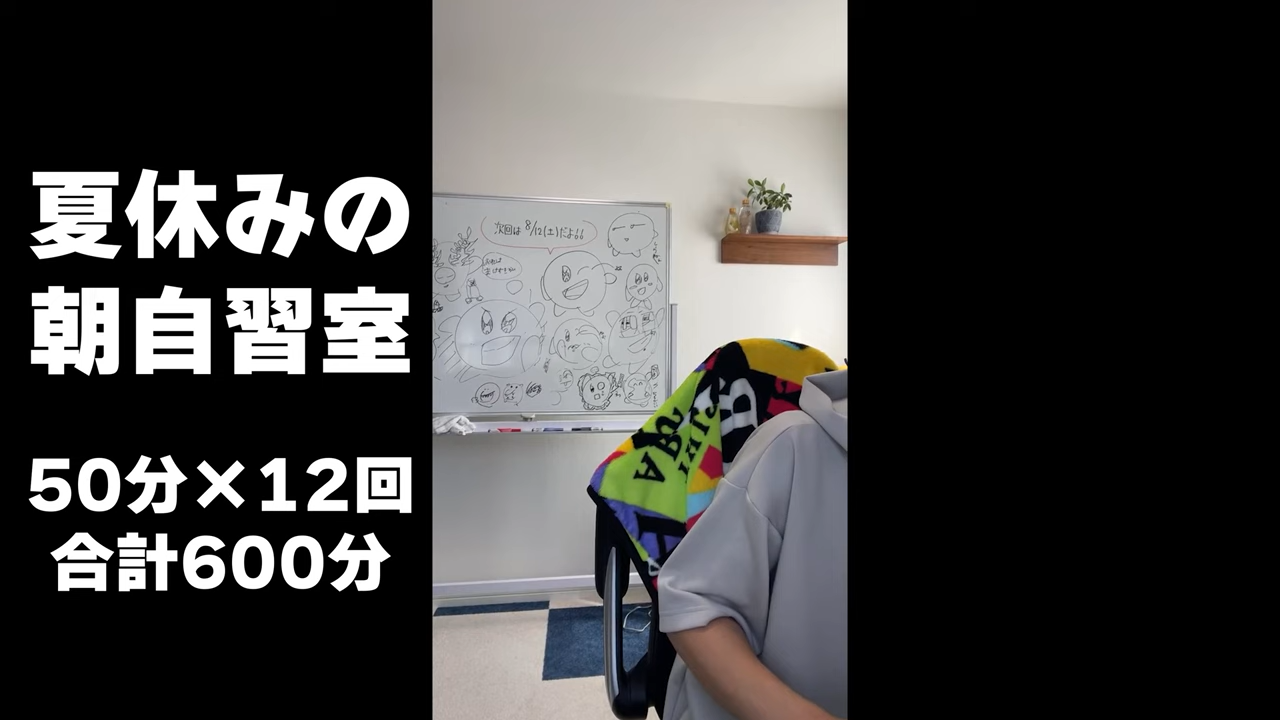 夏休みの
朝自習室
50分×12回
合計600分
次回は 8/12(土)だよ!!